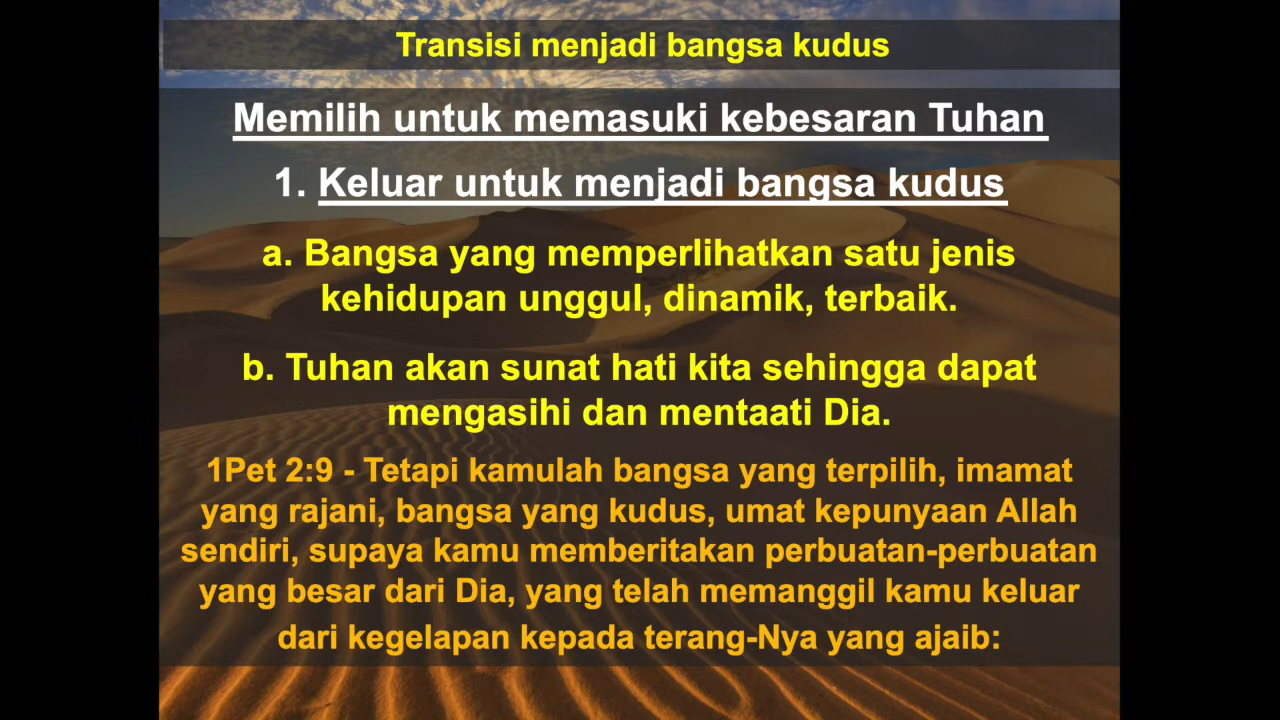 Transisi menjadi bangsa kudus
Memilih untuk memasuki kebesaran Tuhan
1. Keluar untuk menjadi bangsa kudus
a. Bangsa yang memperlihatkan satu jenis
kehidupan unggul, dinamik, terbaik.
b. Tuhan akan sunat hati kita sehingga dapat
mengasihi dan mentaati Dia.
1Pet 2:9 - Tetapi kamulah bangsa yang terpilih, imamat
yang rajani, bangsa yang kudus, umat kepunyaan Allah
sendiri, supaya kamu memberitakan perbuatan-perbuatan
yang besar dari Dia, yang telah memanggil kamu keluar
dari kegelapan kepada terang-Nya yang ajaib: